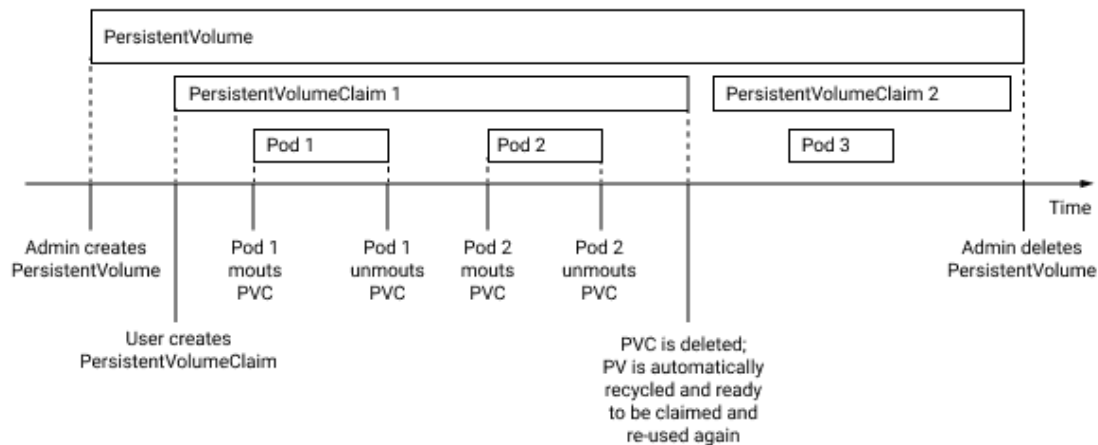 PersistentVolume
PersistentVolumeClaim 1
PersistentVolumeClaim 2
Pod 1
Pod 2
Pod 3
Time
Admin creates
PersistentVolume
Pod 1
mouts
PVC
Pod 1
unmouts
PVC
Pod 2
mouts
PVC
Pod 2
unmouts
PVC
Admin deletes
PersistentVolume
User creates
PersistentVolumeClaim
PVC is deleted;
PV is automatically
recycled and ready
to be claimed and
re-used again